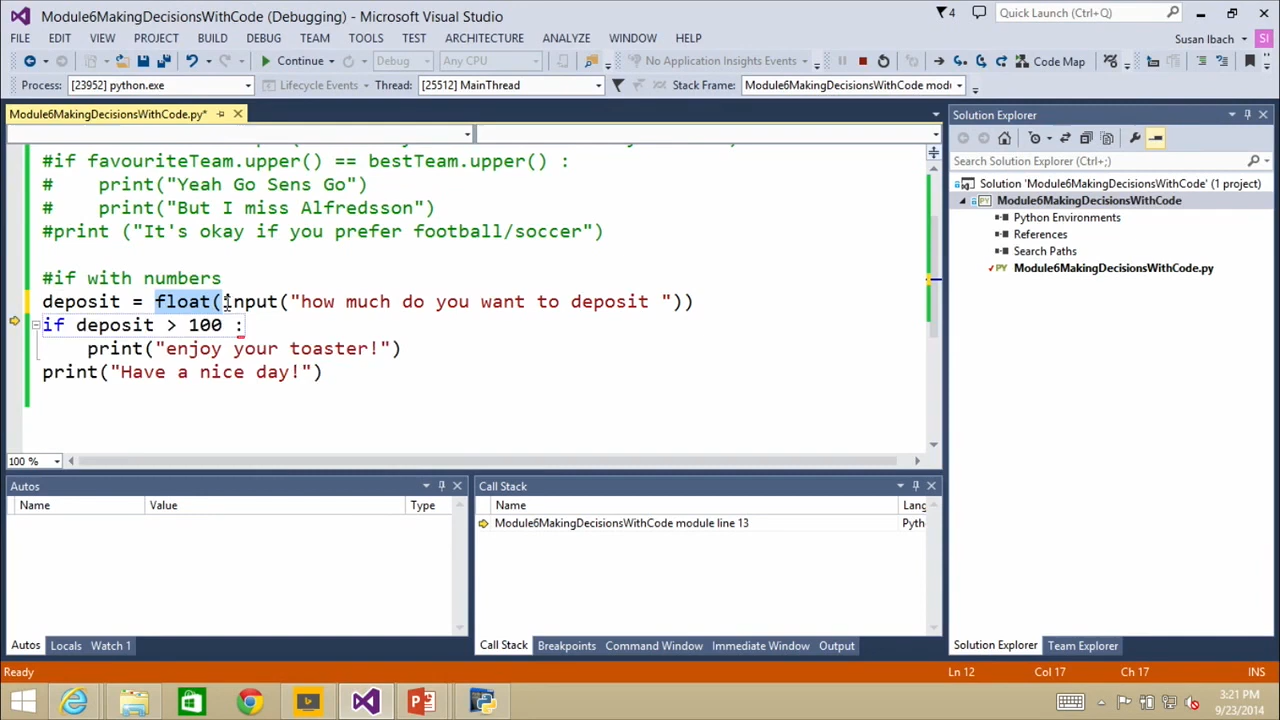 Module6MakingDecisionsWithCode (Debugging) - Microsoft Visual Studio
4
Quick Launch (Ctrl+Q)
FILE EDIT VIEW PROJECT BUILD DEBUG TEAM TOOLS TEST ARCHITECTURE ANALYZE WINDOW HELP
Susan Ibach SI
Continue Debug Any CPU No Application Insights Events Code Map
Process: [23952] python.exe Lifecycle Events Thread: [25512] MainThread Stack Frame: Module6MakingDecisionsWithCode modu
Module6MakingDecisionsWithCode.py*
#if favouriteTeam.upper() == bestTeam.upper() :
#    print("Yeah Go Sens Go")
#    print("But I miss Alfredsson")
#print ("It's okay if you prefer football/soccer")
#if with numbers
deposit = float(input("how much do you want to deposit "))
if deposit > 100 :
    print("enjoy your toaster!")
print("Have a nice day!")
100 %
Autos
Name Value Type
Autos Locals Watch 1
Call Stack
Name Lang
Module6MakingDecisionsWithCode module line 13 Pyth
Call Stack Breakpoints Command Window Immediate Window Output
Solution Explorer
Search Solution Explorer (Ctrl+;)
Solution 'Module6MakingDecisionsWithCode' (1 project)
PY Module6MakingDecisionsWithCode
Python Environments
References
Search Paths
PY Module6MakingDecisionsWithCode.py
Solution Explorer Team Explorer
Ready Ln 12 Col 17 Ch 17 INS
3:21 PM
9/23/2014